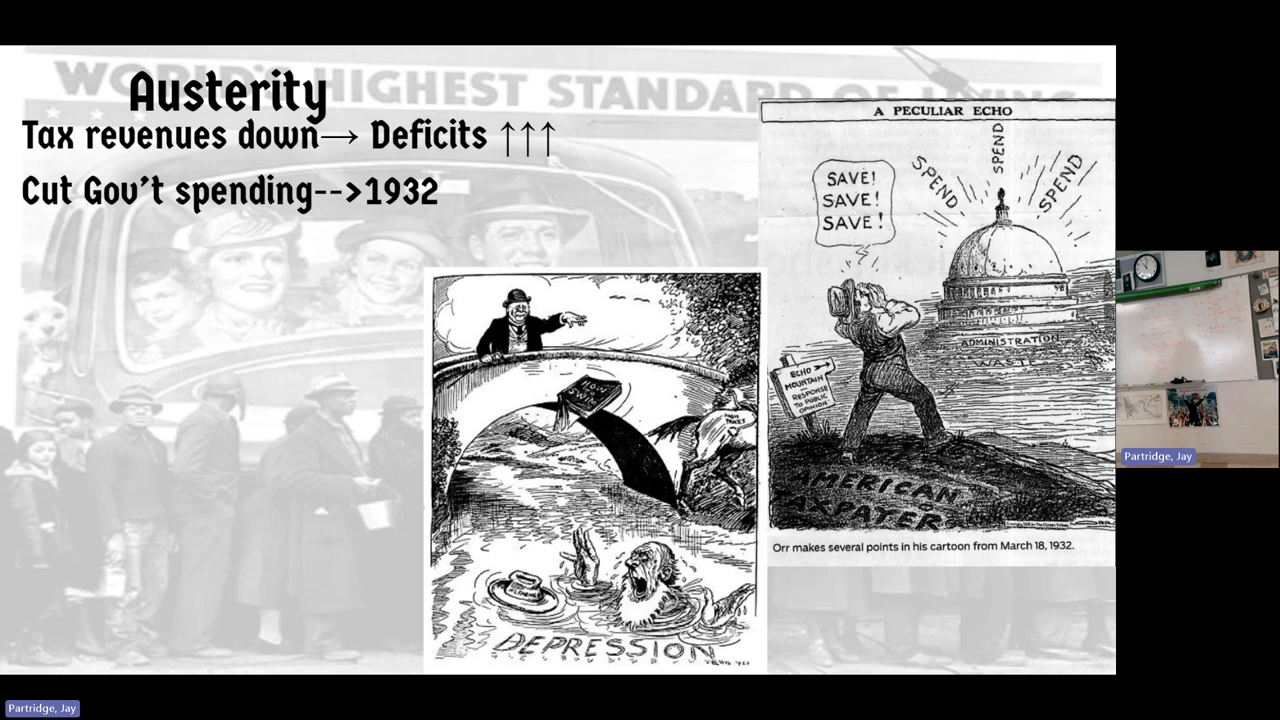 WORLD'S HIGHEST STANDARD OF LIVING
Austerity
Tax revenues down→ Deficits ↑↑↑
Cut Gov't spending-->1932
A PECULIAR ECHO
SAVE!
SAVE!
SAVE!
SPEND
SPEND
SPEND
ADMINISTRATION
WASTE
ECHO
MOUNTAIN
RESPONSE
TO PUBLIC
OPINION
AMERICAN
TAXPAYER
Orr makes several points in his cartoon from March 18, 1932.
DEPRESSION
Partridge, Jay
Partridge, Jay